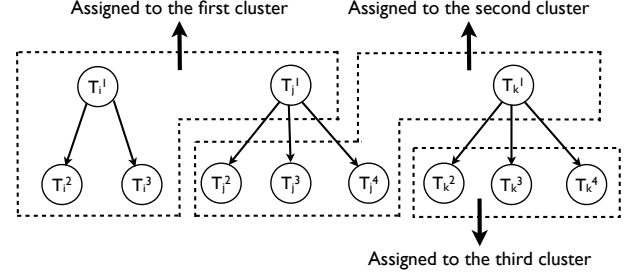 Assigned to the first cluster Assigned to the second cluster
Tᵢ¹ Tⱼ¹ Tₖ¹
Tᵢ² Tᵢ³ Tⱼ² Tⱼ³ Tⱼ⁴ Tₖ² Tₖ³ Tₖ⁴
Assigned to the third cluster